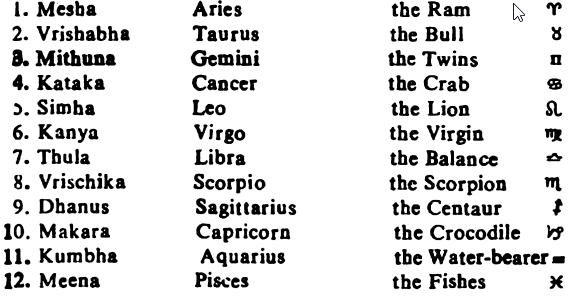 1. Mesha Aries the Ram ♈
2. Vrishabha Taurus the Bull ♉
3. Mithuna Gemini the Twins ♊
4. Kataka Cancer the Crab ♋
5. Simha Leo the Lion ♌
6. Kanya Virgo the Virgin ♍
7. Thula Libra the Balance ♎
8. Vrischika Scorpio the Scorpion ♏
9. Dhanus Sagittarius the Centaur ♐
10. Makara Capricorn the Crocodile ♑
11. Kumbha Aquarius the Water-bearer ♒
12. Meena Pisces the Fishes ♓